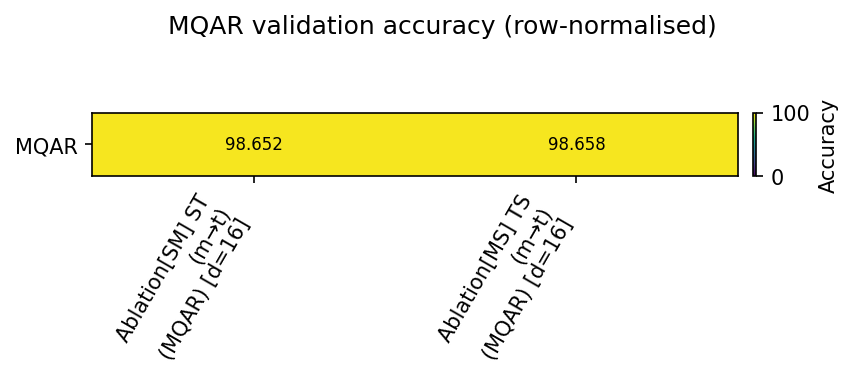 MQAR validation accuracy (row-normalised)
MQAR
98.652
98.658
100
0
Accuracy
Ablation[SM] ST
(m→t)
(MQAR) [d=16]
Ablation[MS] TS
(m→t)
(MQAR) [d=16]